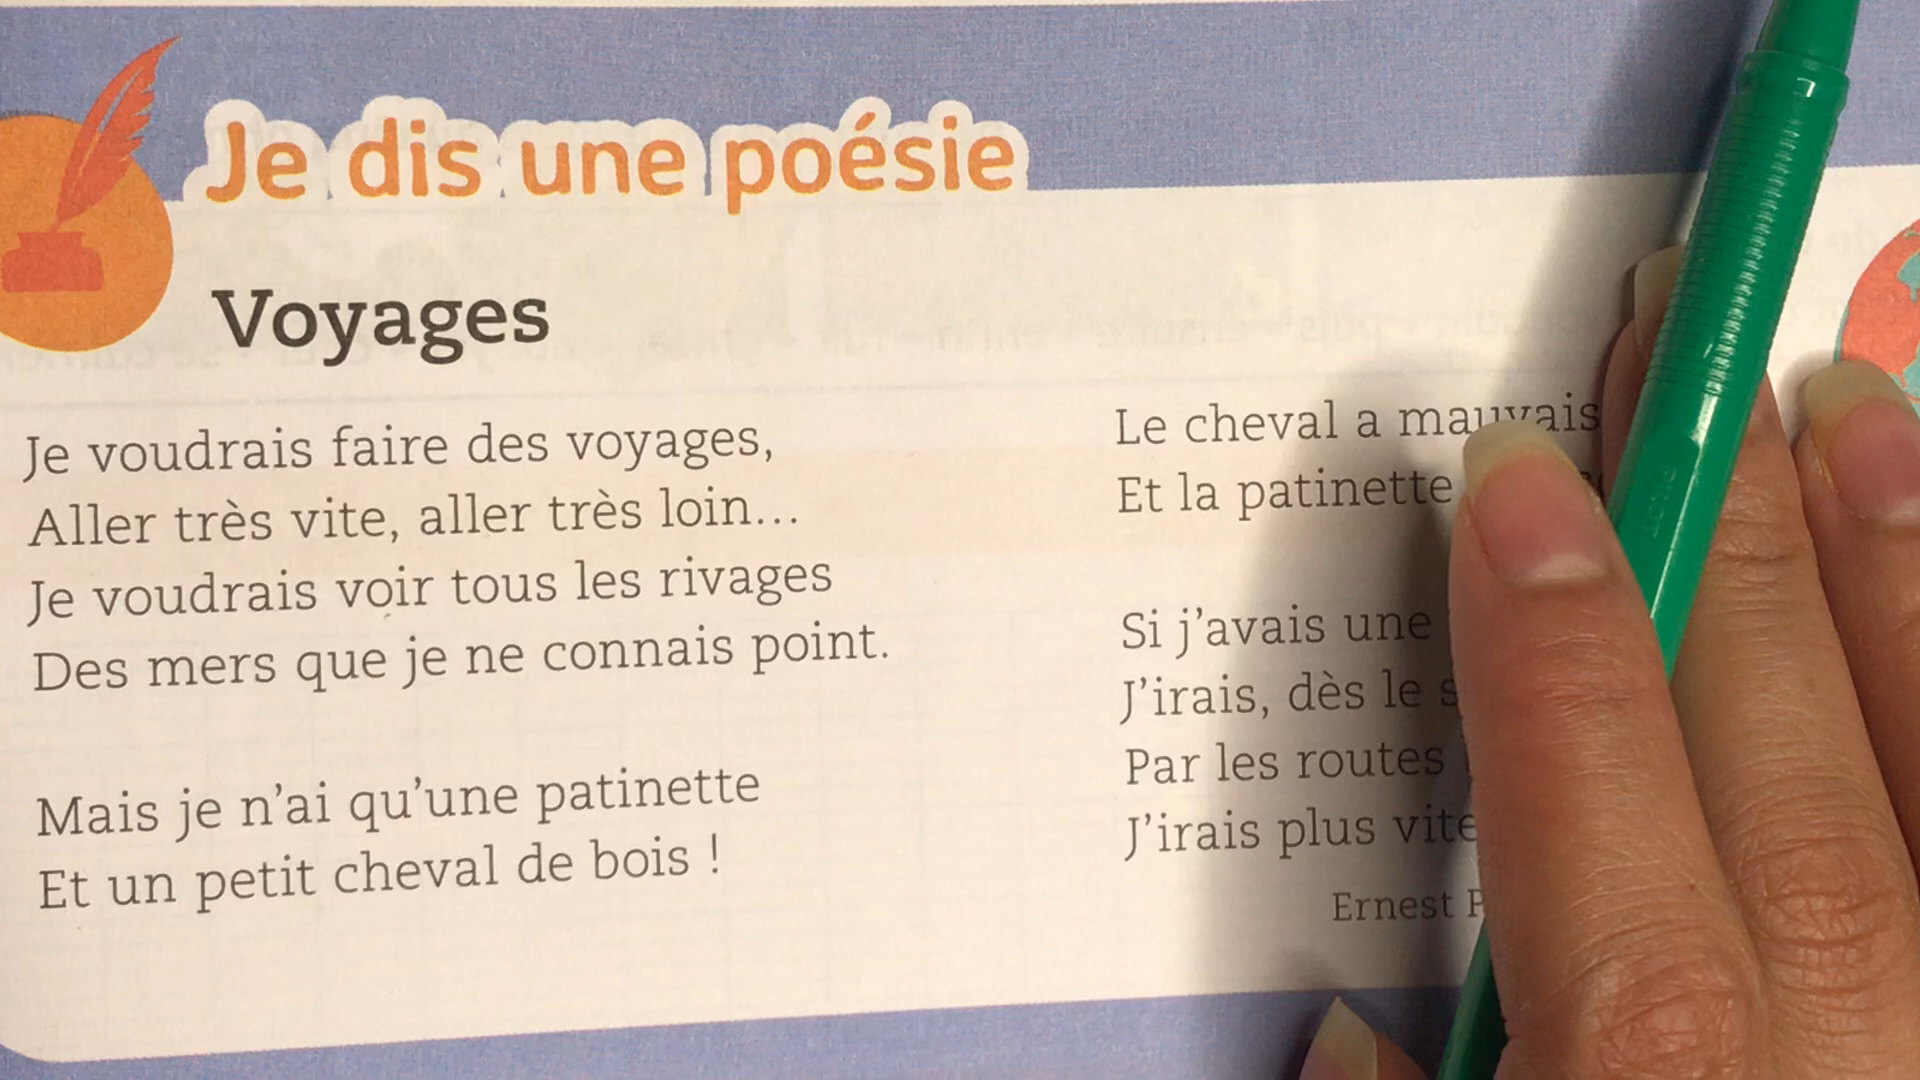 Je dis une poésie
Voyages
Je voudrais faire des voyages,
Aller très vite, aller très loin...
Je voudrais voir tous les rivages
Des mers que je ne connais point.
Mais je n'ai qu'une patinette
Et un petit cheval de bois !
Le cheval a mauvais
Et la patinette
Si j'avais une
J'irais, dès le
Par les routes
J'irais plus vite
Ernest